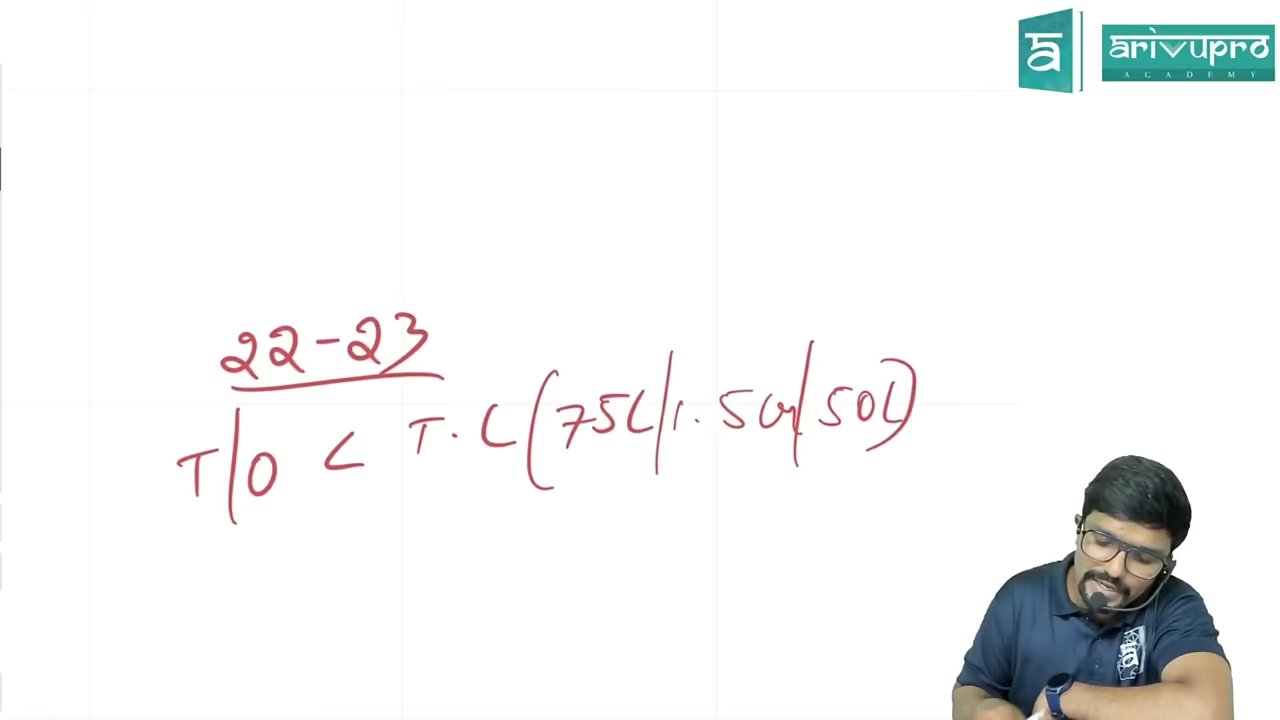 ā
arivupro
ACADEMY
22-23
T/O < T.L (75L/1.5Cr/50L)
ā